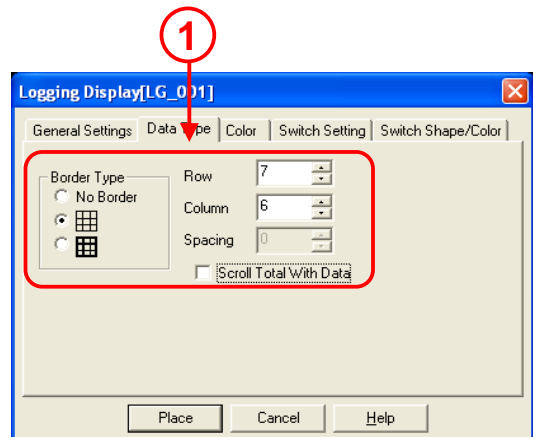 1
Logging Display[LG_001]
General Settings Data Type Color Switch Setting Switch Shape/Color
Border Type
No Border
Row 7
Column 6
Spacing 0
Scroll Total With Data
Place Cancel Help